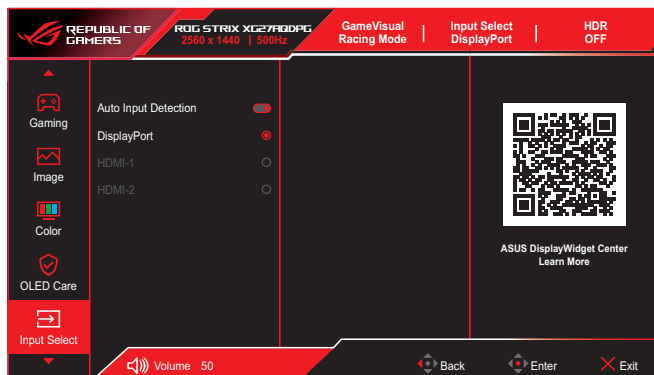 REPUBLIC OF
GAMERS
ROG STRIX XG27AQDPG
2560 x 1440 | 500Hz
GameVisual
Racing Mode
Input Select
DisplayPort
HDR
OFF
Gaming
Image
Color
OLED Care
Input Select
Auto Input Detection
DisplayPort
HDMI-1
HDMI-2
ASUS DisplayWidget Center
Learn More
Volume 50
Back
Enter
Exit